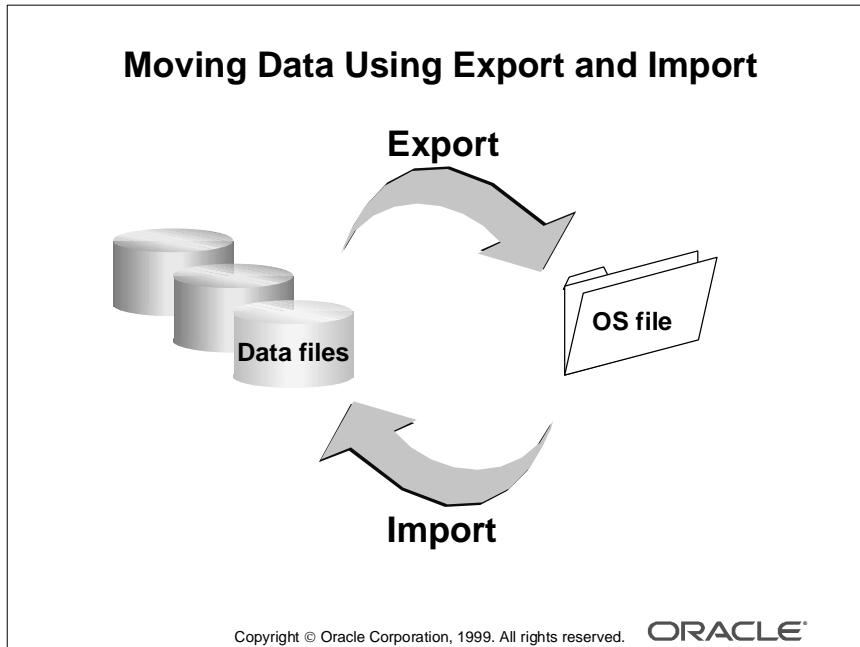 Moving Data Using Export and Import
Export
Data files
OS file
Import
Copyright © Oracle Corporation, 1999. All rights reserved. ORACLE®